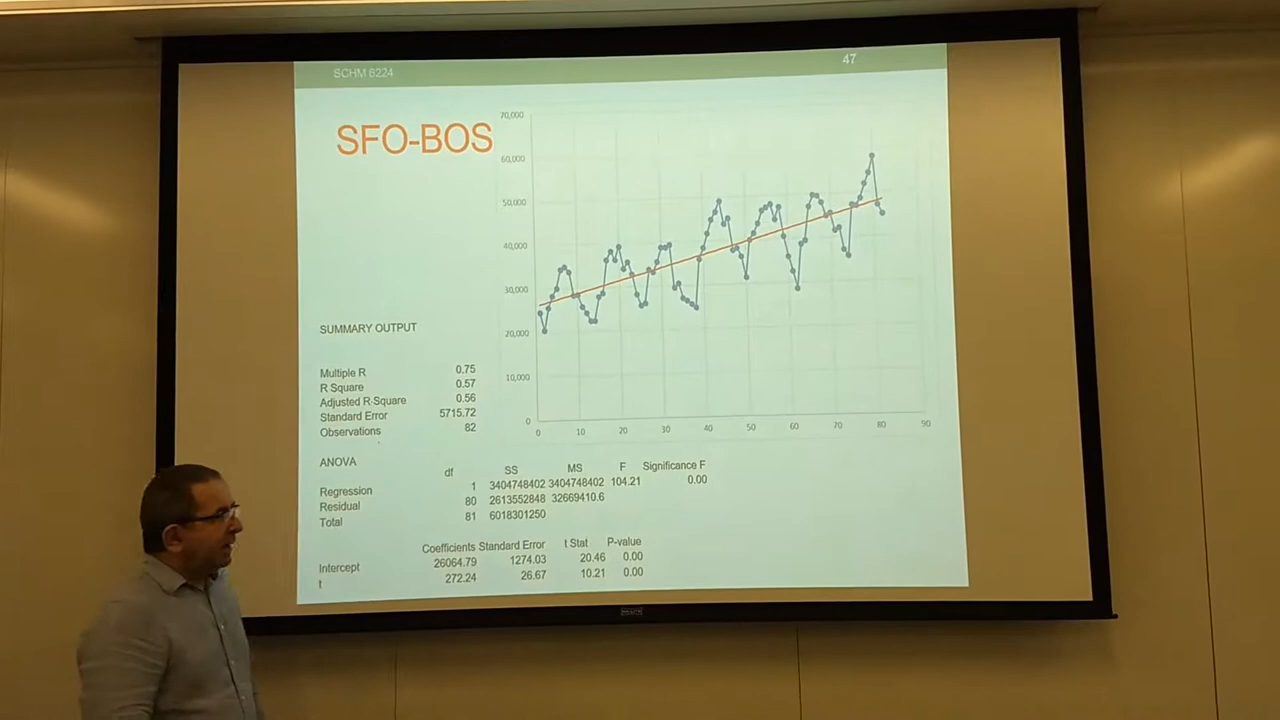 SCHM 6224
47
SFO-BOS
70,000
60,000
50,000
40,000
30,000
20,000
10,000
0
0 10 20 30 40 50 60 70 80 90
SUMMARY OUTPUT
Multiple R 0.75
R Square 0.57
Adjusted R Square 0.56
Standard Error 5715.72
Observations 82
ANOVA
df SS MS F Significance F
Regression 1 3404748402 3404748402 104.21 0.00
Residual 80 2613552848 32669410.6
Total 81 6018301250
Coefficients Standard Error t Stat P-value
Intercept 26064.79 1274.03 20.46 0.00
t 272.24 26.67 10.21 0.00